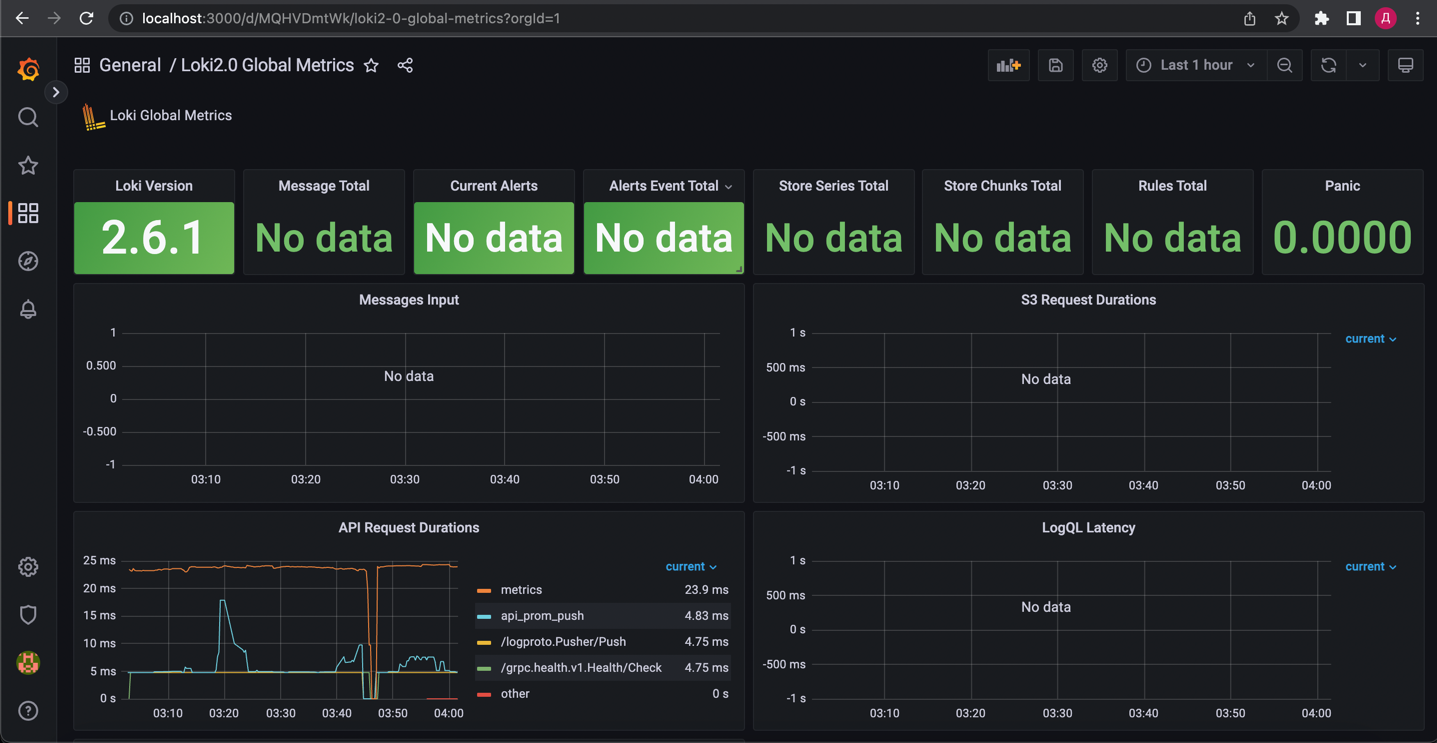 localhost:3000/d/MQHVDmtWk/loki2-0-global-metrics?orgId=1
Д
General / Loki2.0 Global Metrics
Last 1 hour
Loki Global Metrics
Loki Version
Message Total
Current Alerts
Alerts Event Total
Store Series Total
Store Chunks Total
Rules Total
Panic
2.6.1
No data
No data
No data
No data
No data
No data
0.0000
Messages Input
1
0.500
0
-0.500
-1
No data
03:10 03:20 03:30 03:40 03:50 04:00
S3 Request Durations
1 s
500 ms
0 s
-500 ms
-1 s
No data
03:10 03:20 03:30 03:40 03:50 04:00
current
API Request Durations
25 ms
20 ms
15 ms
10 ms
5 ms
0 s
03:10 03:20 03:30 03:40 03:50 04:00
current
metrics 23.9 ms
api_prom_push 4.83 ms
/logproto.Pusher/Push 4.75 ms
/grpc.health.v1.Health/Check 4.75 ms
other 0 s
LogQL Latency
1 s
500 ms
0 s
-500 ms
-1 s
No data
03:10 03:20 03:30 03:40 03:50 04:00
current